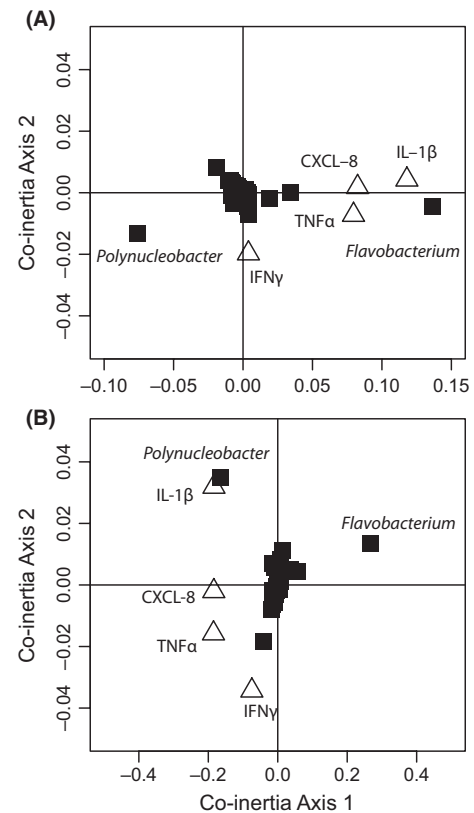 (A)
Co-inertia Axis 2
0.04
0.02
0.00
−0.02
−0.04
CXCL–8
IL–1β
TNFα
Polynucleobacter
Flavobacterium
IFNγ
−0.10 −0.05 0.00 0.05 0.10 0.15
(B)
Co-inertia Axis 2
0.04
0.02
0.00
−0.02
−0.04
Polynucleobacter
IL-1β
Flavobacterium
CXCL-8
TNFα
IFNγ
−0.4 −0.2 0.0 0.2 0.4
Co-inertia Axis 1